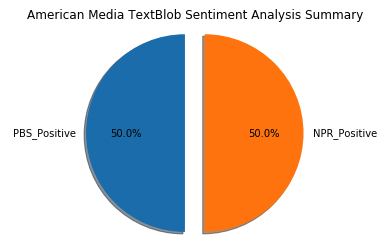 American Media TextBlob Sentiment Analysis Summary
PBS_Positive
50.0%
50.0%
NPR_Positive